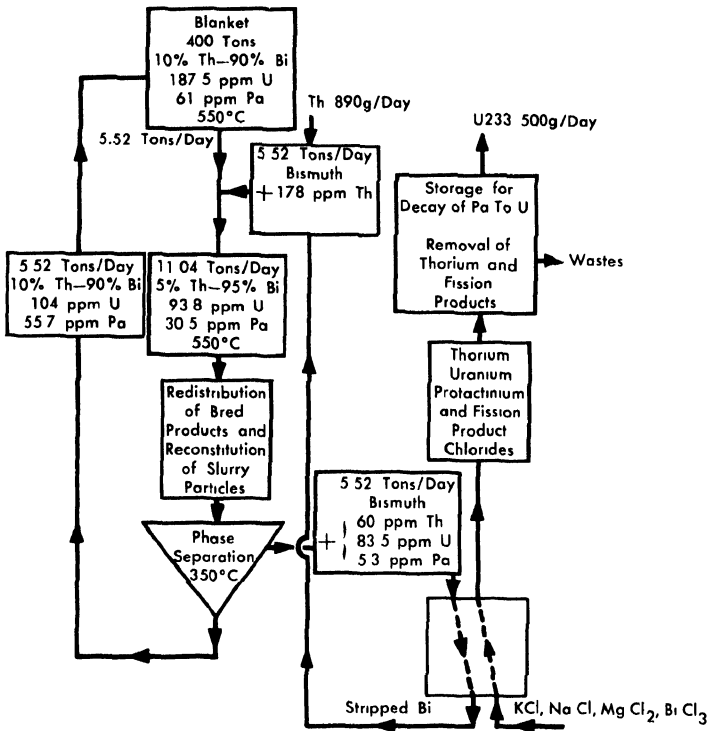 Blanket
400 Tons
10% Th–90% Bi
187 5 ppm U
61 ppm Pa
550°C
5.52 Tons/Day
Th 890g/Day
5 52 Tons/Day
Bismuth
+ 178 ppm Th
U233 500g/Day
Storage for
Decay of Pa To U
Removal of
Thorium and
Fission
Products
Wastes
5 52 Tons/Day
10% Th–90% Bi
104 ppm U
55 7 ppm Pa
11 04 Tons/Day
5% Th–95% Bi
93 8 ppm U
30 5 ppm Pa
550°C
Thorium
Uranium
Protactinium
and Fission
Product
Chlorides
Redistribution
of Bred
Products and
Reconstitution
of Slurry
Particles
5 52 Tons/Day
Bismuth
60 ppm Th
+ 83 5 ppm U
5 3 ppm Pa
Phase
Separation
350°C
Stripped Bi
KCl, Na Cl, Mg Cl₂, Bi Cl₃